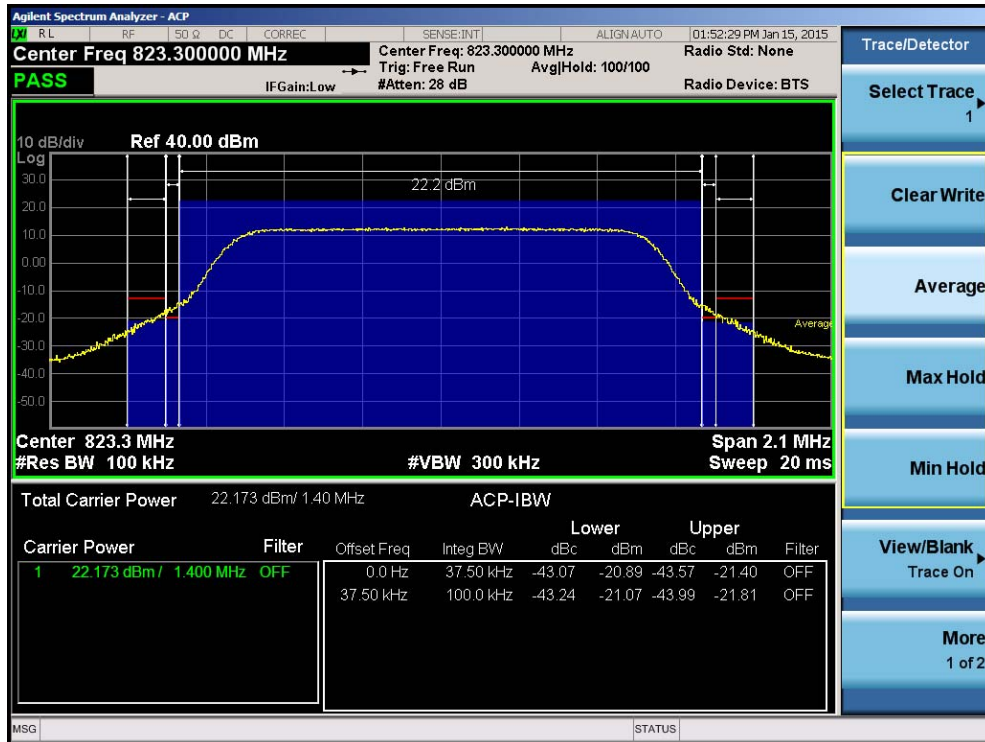 Agilent Spectrum Analyzer - ACP
LXI RL RF 50 Ω DC CORREC SENSE:INT ALIGN AUTO 01:52:29 PM Jan 15, 2015
Center Freq 823.300000 MHz
Center Freq: 823.300000 MHz Radio Std: None
Trig: Free Run Avg|Hold: 100/100
PASS IFGain:Low #Atten: 28 dB Radio Device: BTS
10 dB/div Ref 40.00 dBm
Log
30.0
22.2 dBm
20.0
10.0
0.00
-10.0
-20.0
Average
-30.0
-40.0
-50.0
Center 823.3 MHz Span 2.1 MHz
#Res BW 100 kHz #VBW 300 kHz Sweep 20 ms
Total Carrier Power 22.173 dBm/ 1.40 MHz ACP-IBW
Lower Upper
Carrier Power Filter Offset Freq Integ BW dBc dBm dBc dBm Filter
1 22.173 dBm / 1.400 MHz OFF 0.0 Hz 37.50 kHz -43.07 -20.89 -43.57 -21.40 OFF
37.50 kHz 100.0 kHz -43.24 -21.07 -43.99 -21.81 OFF
MSG STATUS
Trace/Detector
Select Trace
1
Clear Write
Average
Max Hold
Min Hold
View/Blank
Trace On
More
1 of 2